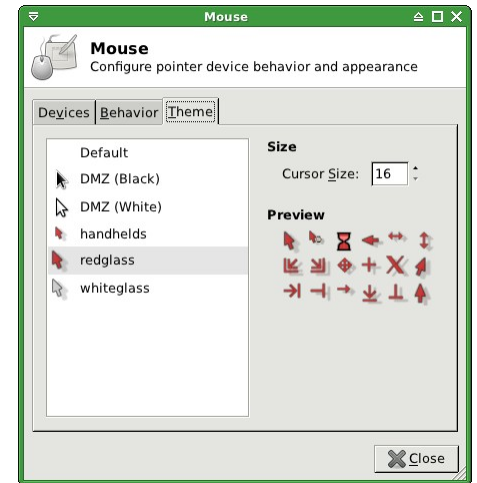 Mouse
Mouse
Configure pointer device behavior and appearance
Devices Behavior Theme
Default
DMZ (Black)
DMZ (White)
handhelds
redglass
whiteglass
Size
Cursor Size: 16
Preview
Close